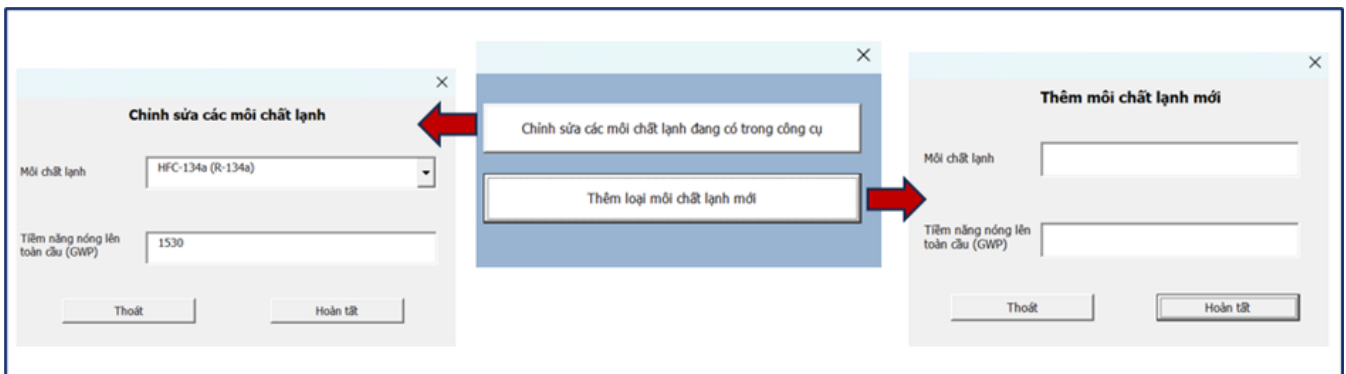 Chỉnh sửa các môi chất lạnh
Môi chất lạnh
HFC-134a (R-134a)
Tiềm năng nóng lên
toàn cầu (GWP)
1530
Thoát
Hoàn tất
Chỉnh sửa các môi chất lạnh đang có trong công cụ
Thêm loại môi chất lạnh mới
Thêm môi chất lạnh mới
Môi chất lạnh
Tiềm năng nóng lên
toàn cầu (GWP)
Thoát
Hoàn tất